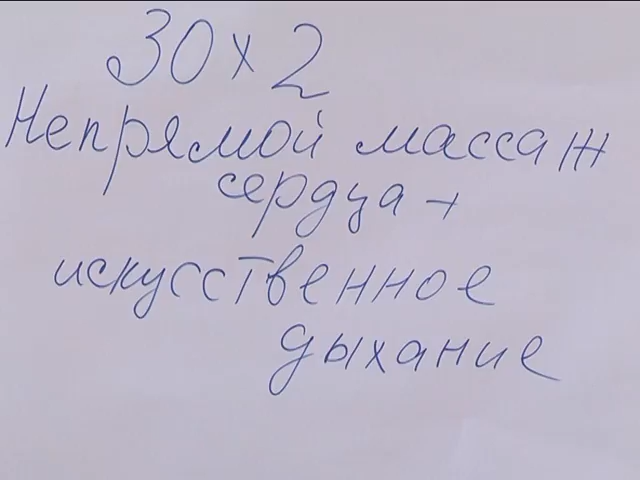 30 x 2
Непрямой массаж
сердца +
искусственное
дыхание